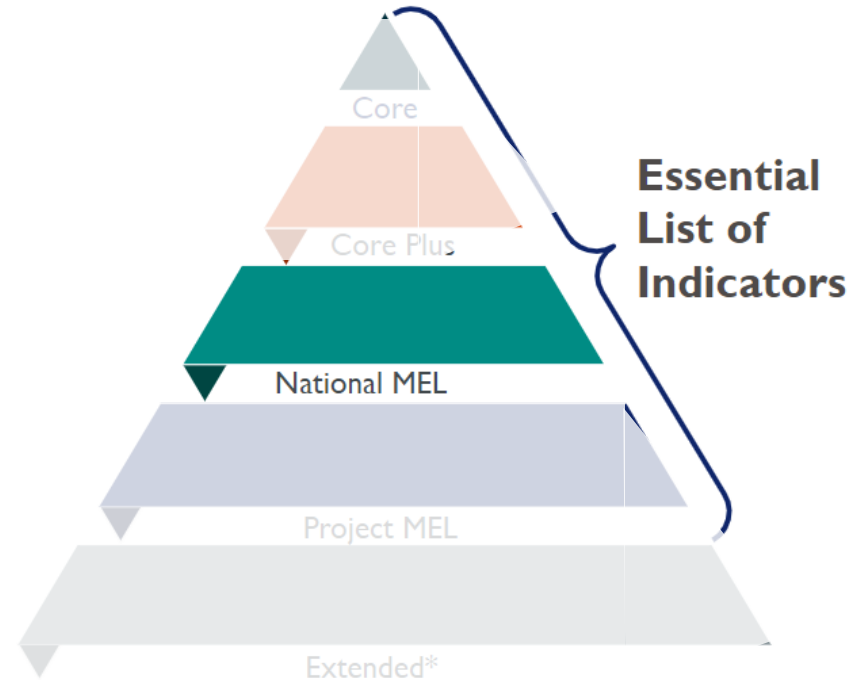 Core
Core Plus
Essential
List of
Indicators
National MEL
Project MEL
Extended*